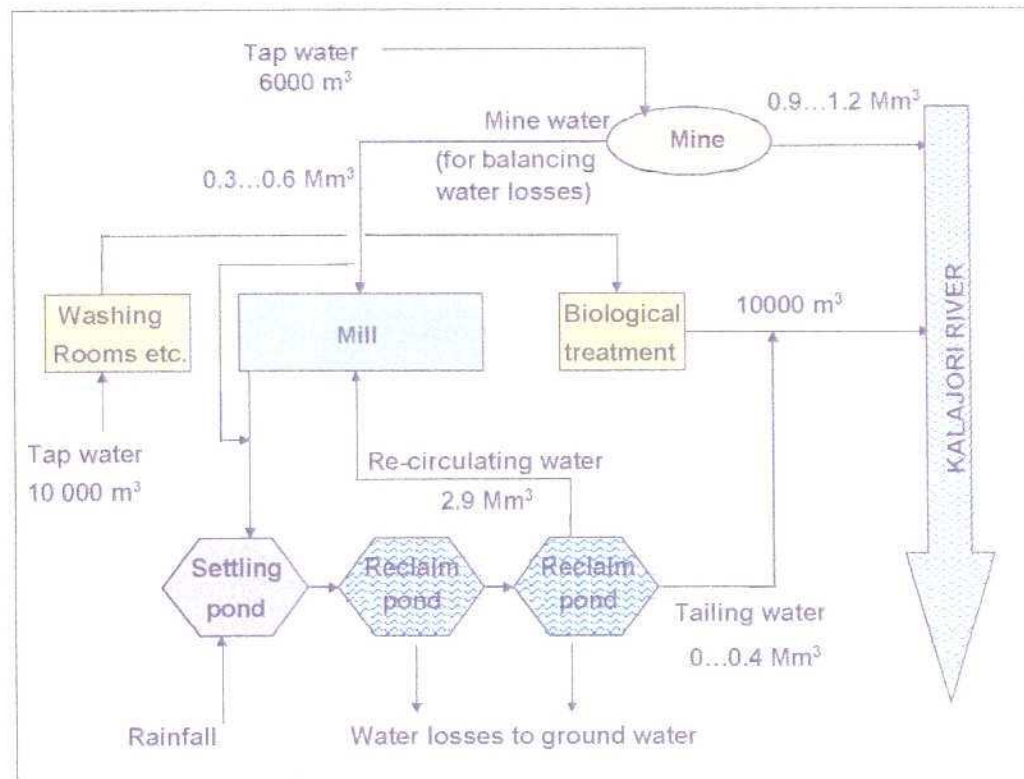 Tap water
6000 m³
0.9...1.2 Mm³
Mine water
Mine
(for balancing
water losses)
0.3...0.6 Mm³
Washing
Rooms etc.
Mill
Biological
treatment
10000 m³
KALAJORI RIVER
Tap water
10 000 m³
Re-circulating water
2.9 Mm³
Settling
pond
Reclaim
pond
Reclaim
pond
Tailing water
0...0.4 Mm³
Rainfall
Water losses to ground water